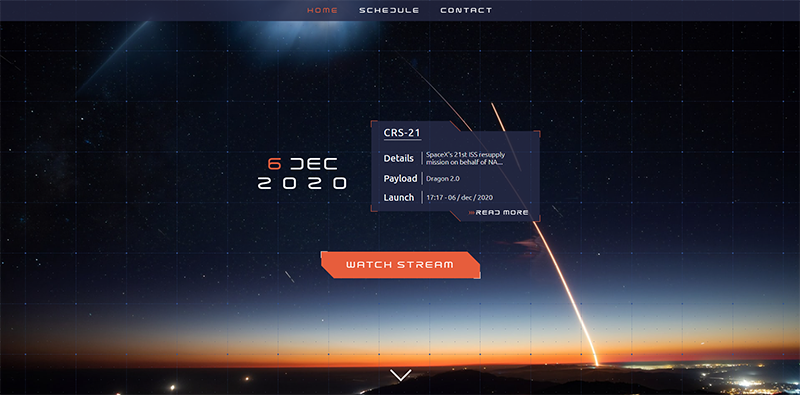 HOME SCHEDULE CONTACT
6 DEC
2020
CRS-21
Details SpaceX's 21st ISS resupply
mission on behalf of NA...
Payload Dragon 2.0
Launch 17:17 - 06 / dec / 2020
»READ MORE
WATCH STREAM